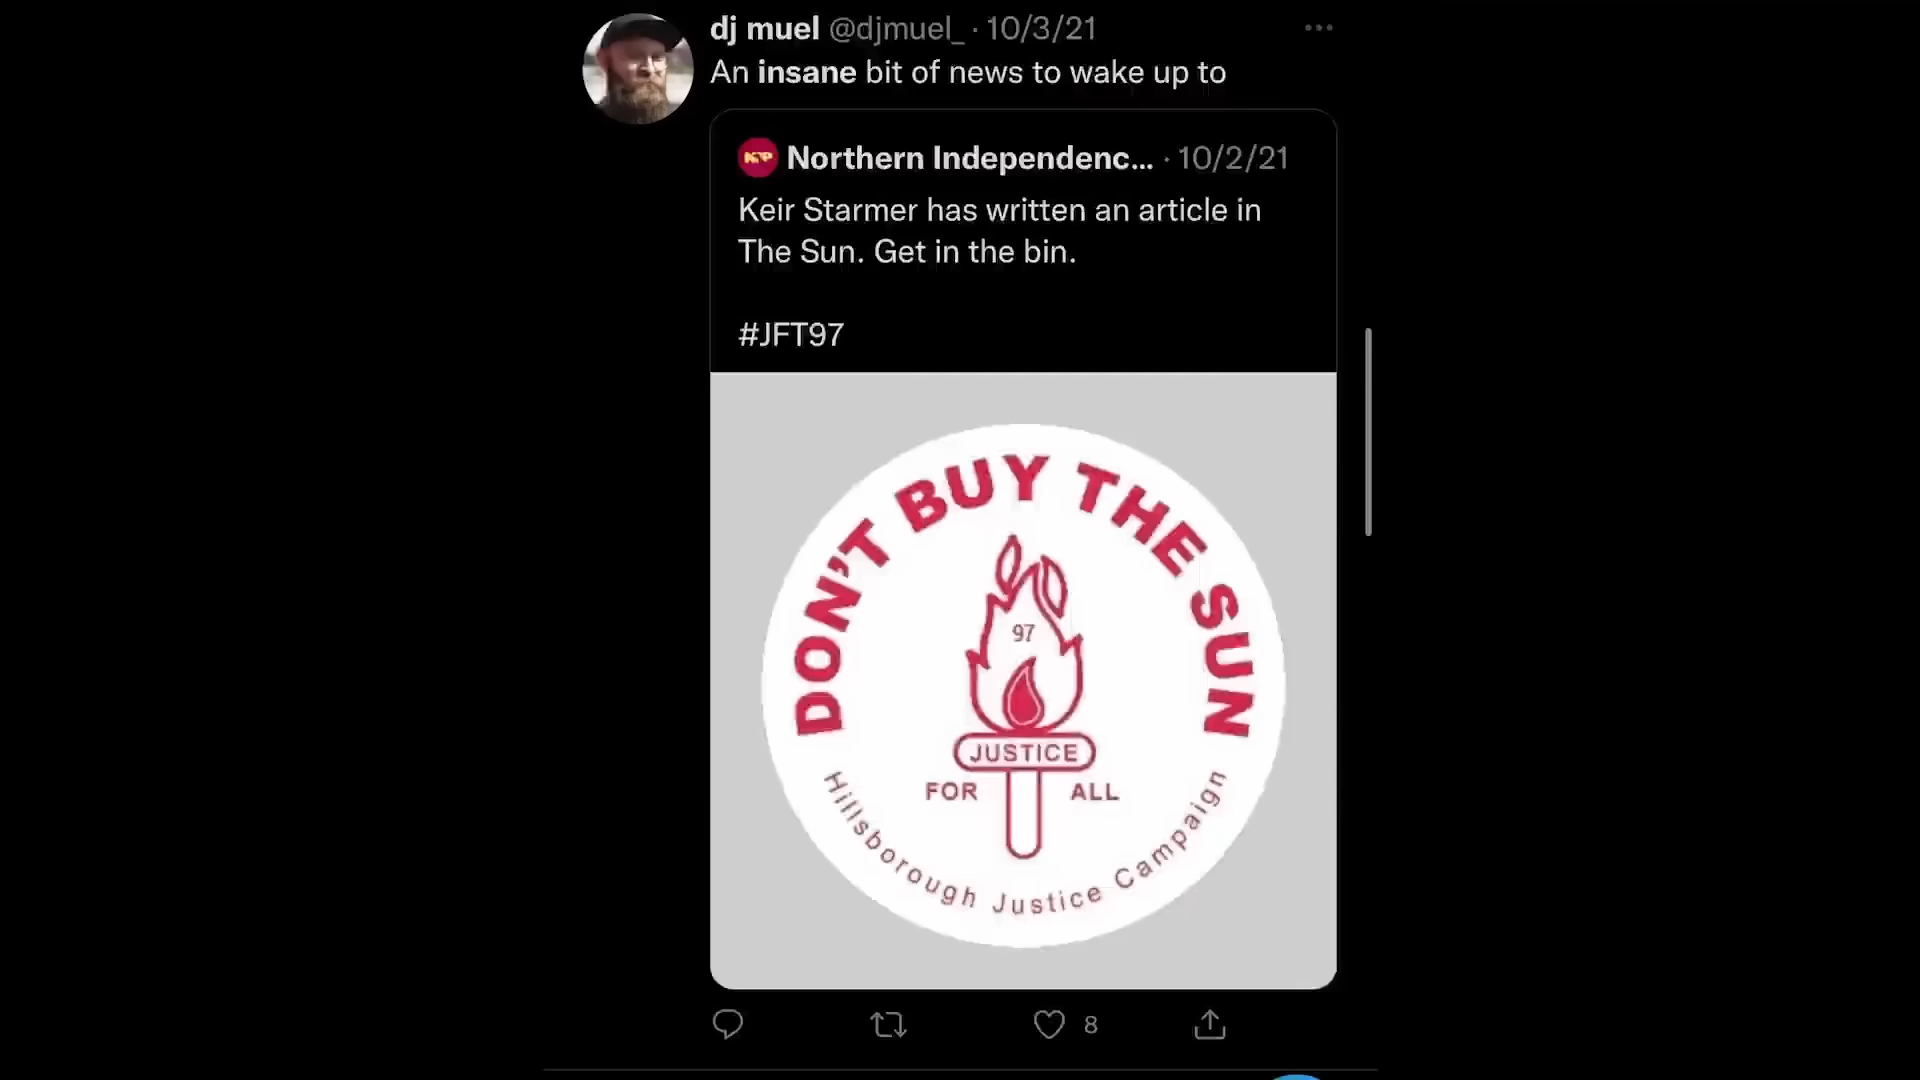 dj muel @djmuel_ · 10/3/21
An insane bit of news to wake up to
NIP Northern Independenc... · 10/2/21
Keir Starmer has written an article in
The Sun. Get in the bin.
#JFT97
DON'T BUY THE SUN
97
JUSTICE
FOR ALL
Hillsborough Justice Campaign
8